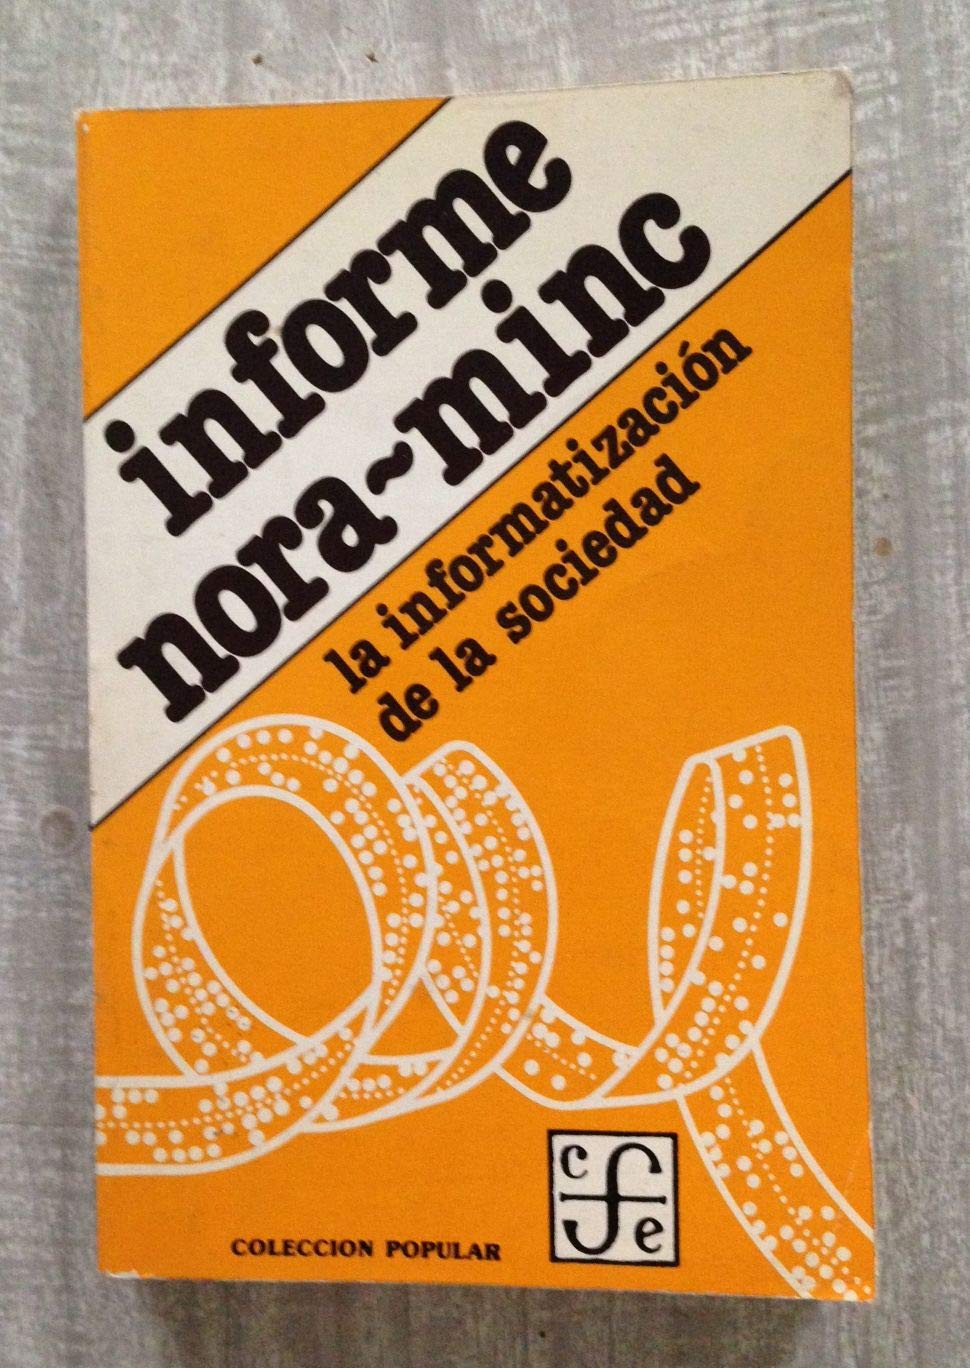 informe
nora~minc
la informatización
de la sociedad
COLECCION POPULAR
cfe